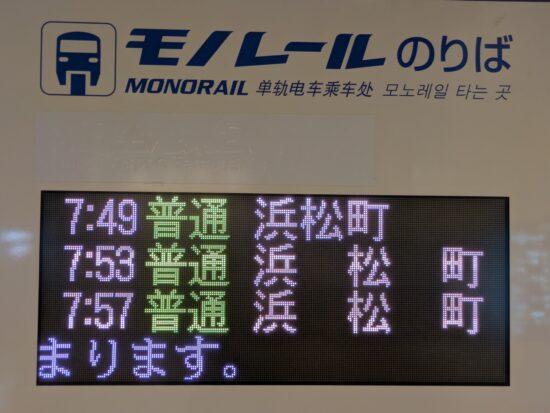 モノレールのりば
MONORAIL 单轨电车乘车处 모노레일 타는 곳
7:49 普通 浜松町
7:53 普通 浜 松 町
7:57 普通 浜 松 町
まります。